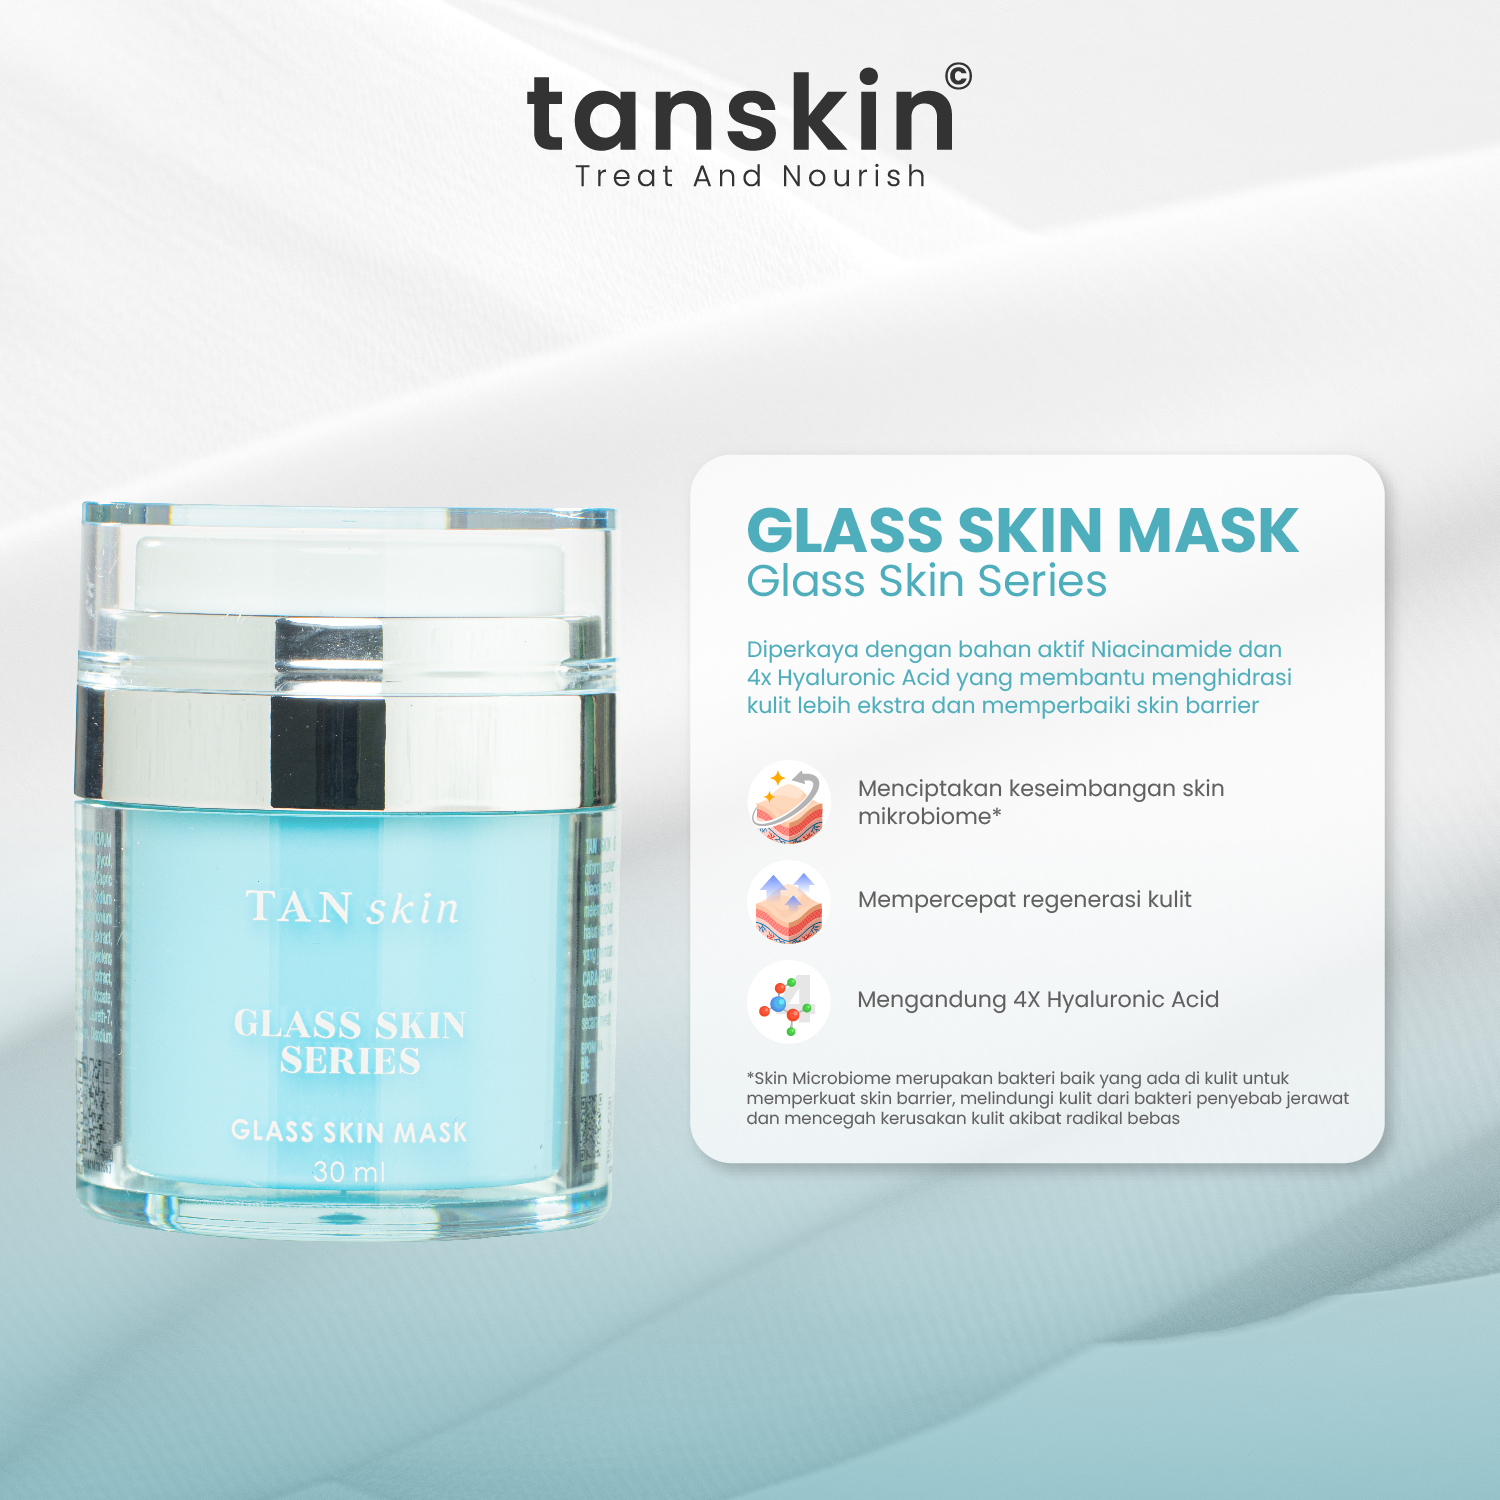 tanskin©
Treat And Nourish
GLASS SKIN MASK
Glass Skin Series
Diperkaya dengan bahan aktif Niacinamide dan
4x Hyaluronic Acid yang membantu menghidrasi
kulit lebih ekstra dan memperbaiki skin barrier
Menciptakan keseimbangan skin
mikrobiome*
Mempercepat regenerasi kulit
4
Mengandung 4X Hyaluronic Acid
*Skin Microbiome merupakan bakteri baik yang ada di kulit untuk
memperkuat skin barrier, melindungi kulit dari bakteri penyebab jerawat
dan mencegah kerusakan kulit akibat radikal bebas
TAN skin
GLASS SKIN
SERIES
GLASS SKIN MASK
30 ml